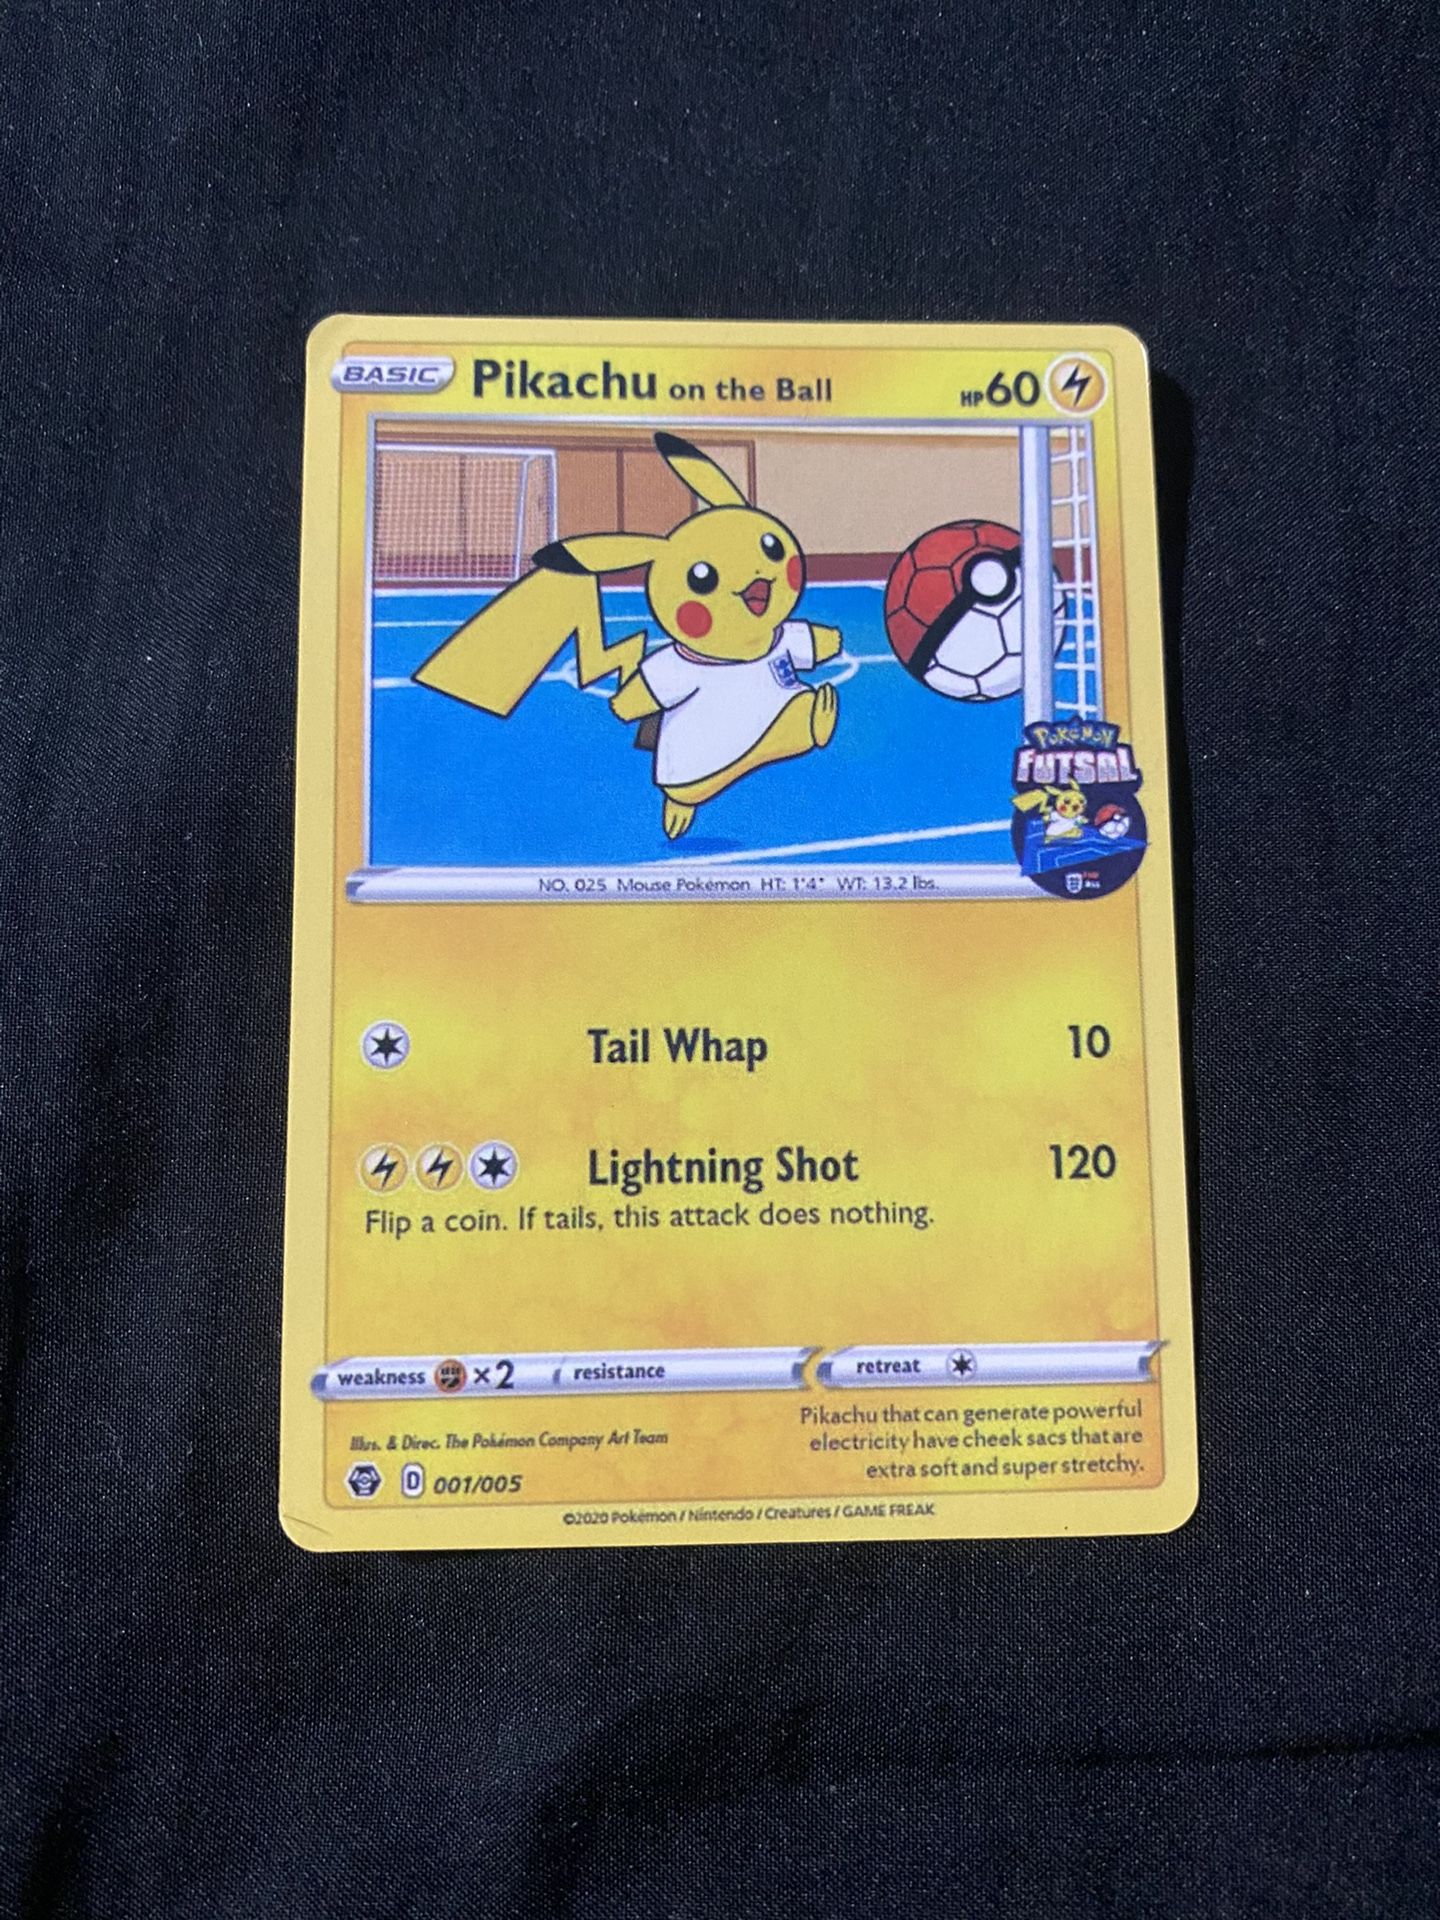 BASIC Pikachu on the Ball HP 60
POKÉMON
FUTSAL
NO. 025 Mouse Pokémon HT: 1'4" WT: 13.2 lbs.
Tail Whap 10
Lightning Shot 120
Flip a coin. If tails, this attack does nothing.
weakness ×2 resistance retreat
Pikachu that can generate powerful
electricity have cheek sacs that are
extra soft and super stretchy.
Illus. & Direc. The Pokémon Company Art Team
D 001/005
©2020 Pokémon / Nintendo / Creatures / GAME FREAK